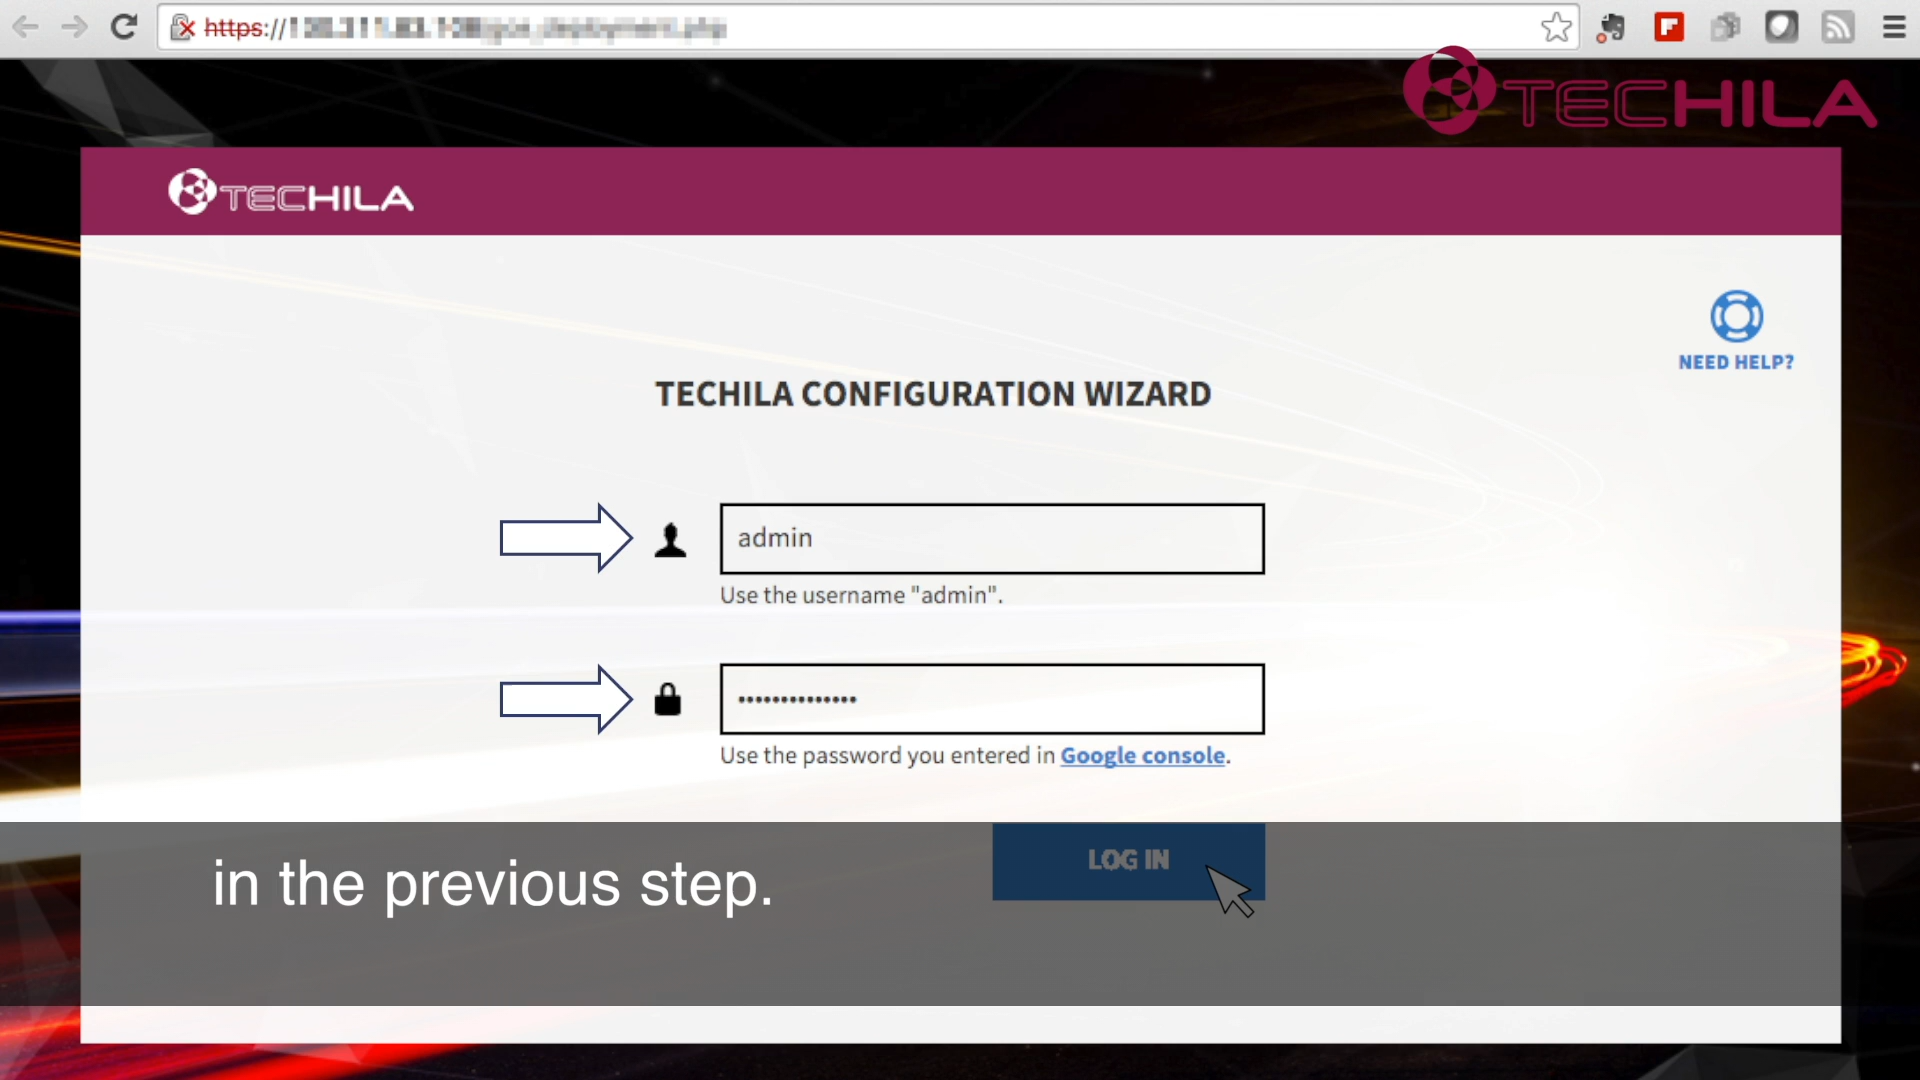 https://
TECHILA
TECHILA
NEED HELP?
TECHILA CONFIGURATION WIZARD
admin
Use the username "admin".
••••••••••••••
Use the password you entered in Google console.
LOG IN
in the previous step.